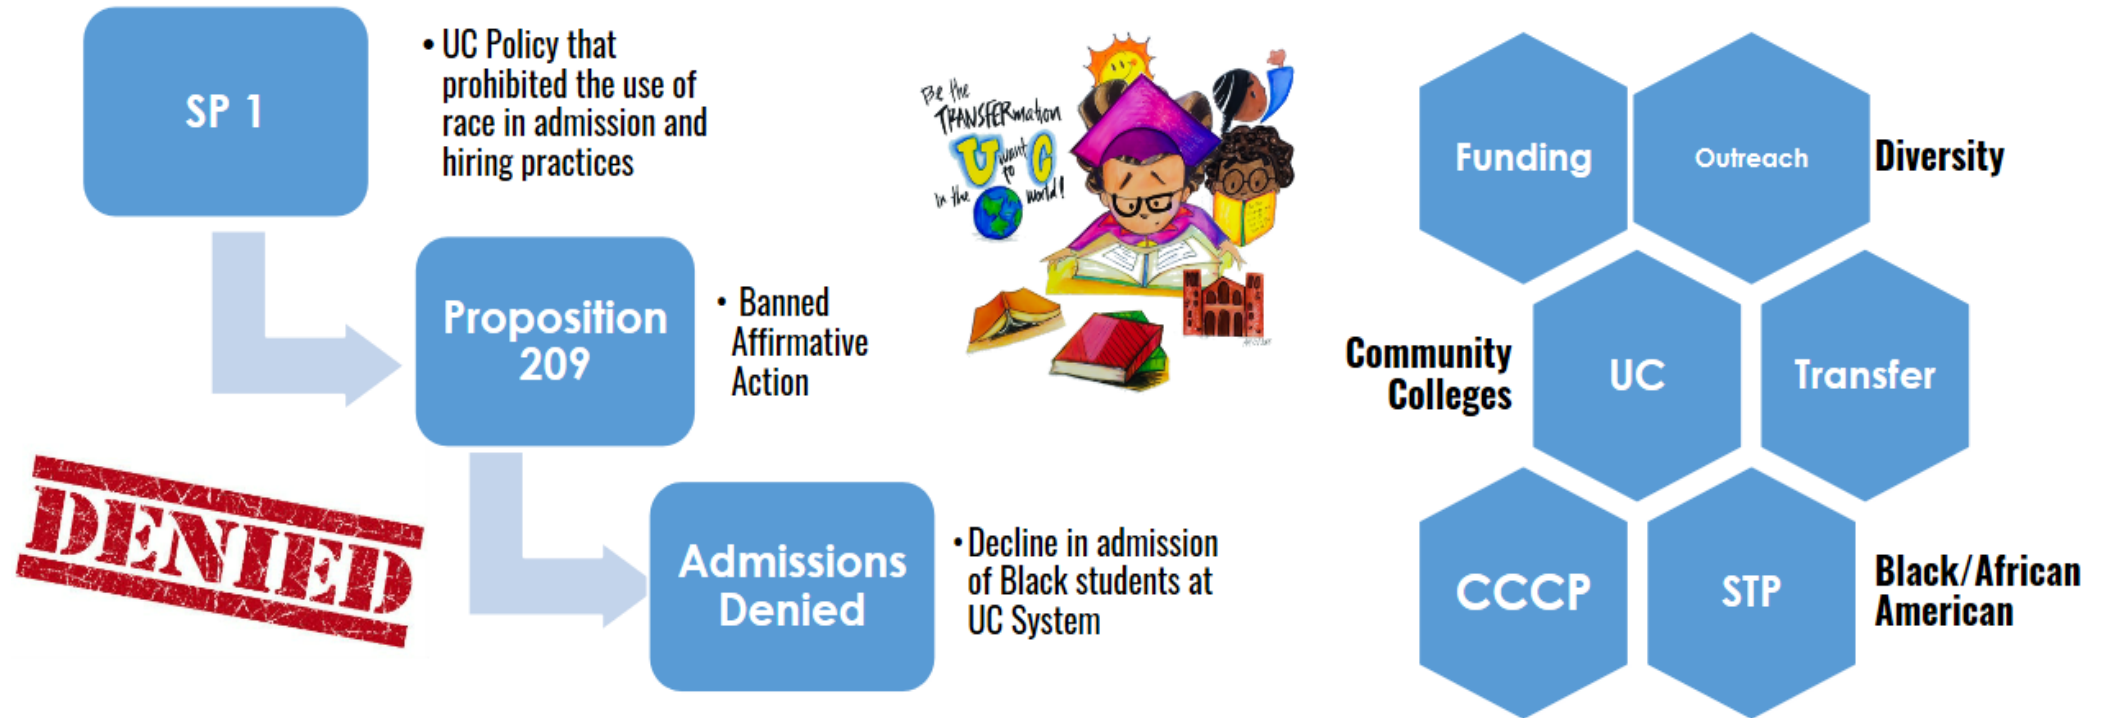 SP 1
• UC Policy that
prohibited the use of
race in admission and
hiring practices
Proposition
209
• Banned
Affirmative
Action
Admissions
Denied
• Decline in admission
of Black students at
UC System
DENIED
Be the
TRANSFERmation
U want C
to
in the world!
Funding
Outreach
Diversity
Community
Colleges
UC
Transfer
CCCP
STP
Black/African
American